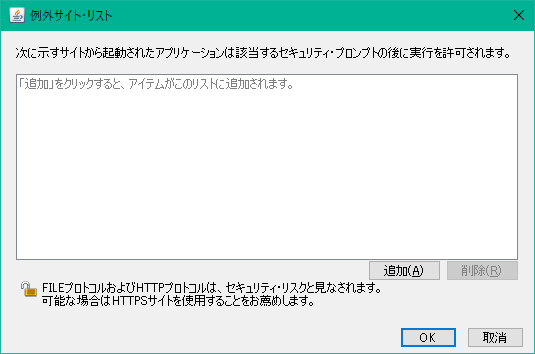 例外サイト・リスト
次に示すサイトから起動されたアプリケーションは該当するセキュリティ・プロンプトの後に実行を許可されます。
「追加」をクリックすると、アイテムがこのリストに追加されます。
追加(A)
削除(R)
FILEプロトコルおよびHTTPプロトコルは、セキュリティ・リスクと見なされます。
可能な場合はHTTPSサイトを使用することをお薦めします。
OK
取消